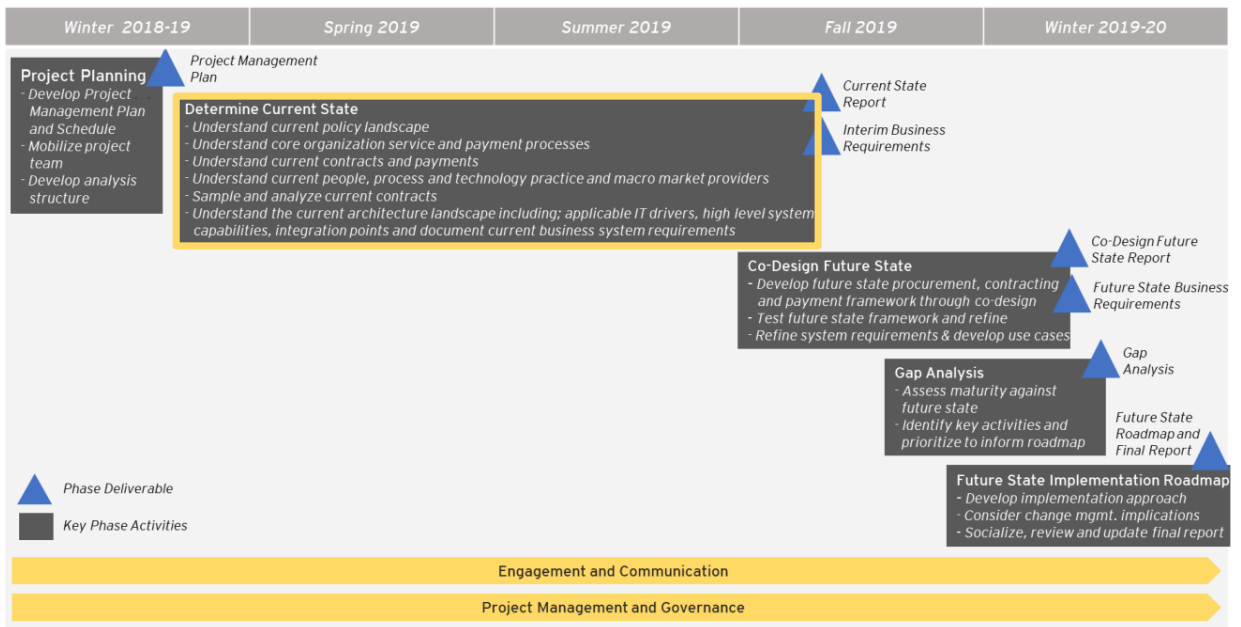 Winter 2018-19
Spring 2019
Summer 2019
Fall 2019
Winter 2019-20
Project Planning
- Develop Project
Management Plan
and Schedule
- Mobilize project
team
- Develop analysis
structure
Project Management
Plan
Determine Current State
- Understand current policy landscape
- Understand core organization service and payment processes
- Understand current contracts and payments
- Understand current people, process and technology practice and macro market providers
- Sample and analyze current contracts
- Understand the current architecture landscape including; applicable IT drivers, high level system
capabilities, integration points and document current business system requirements
Current State
Report
Interim Business
Requirements
Co-Design Future State
- Develop future state procurement, contracting
and payment framework through co-design
- Test future state framework and refine
- Refine system requirements & develop use cases
Co-Design Future
State Report
Future State Business
Requirements
Gap Analysis
- Assess maturity against
future state
- Identify key activities and
prioritize to inform roadmap
Gap
Analysis
Future State
Roadmap and
Final Report
Future State Implementation Roadmap
- Develop implementation approach
- Consider change mgmt. implications
- Socialize, review and update final report
Phase Deliverable
Key Phase Activities
Engagement and Communication
Project Management and Governance